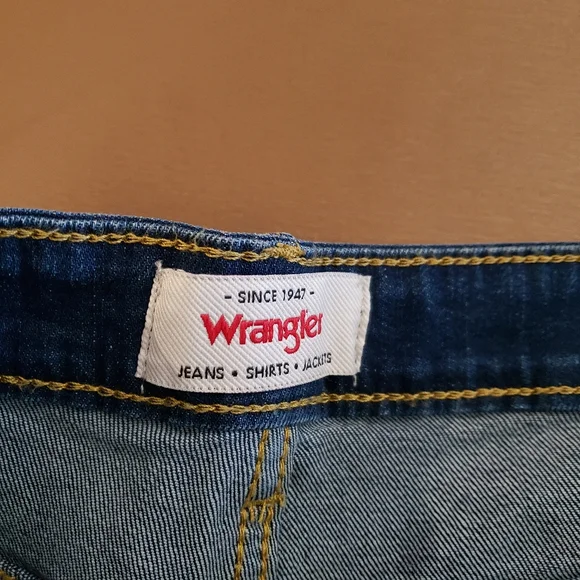 - SINCE 1947 -
Wrangler
JEANS • SHIRTS • JACKETS